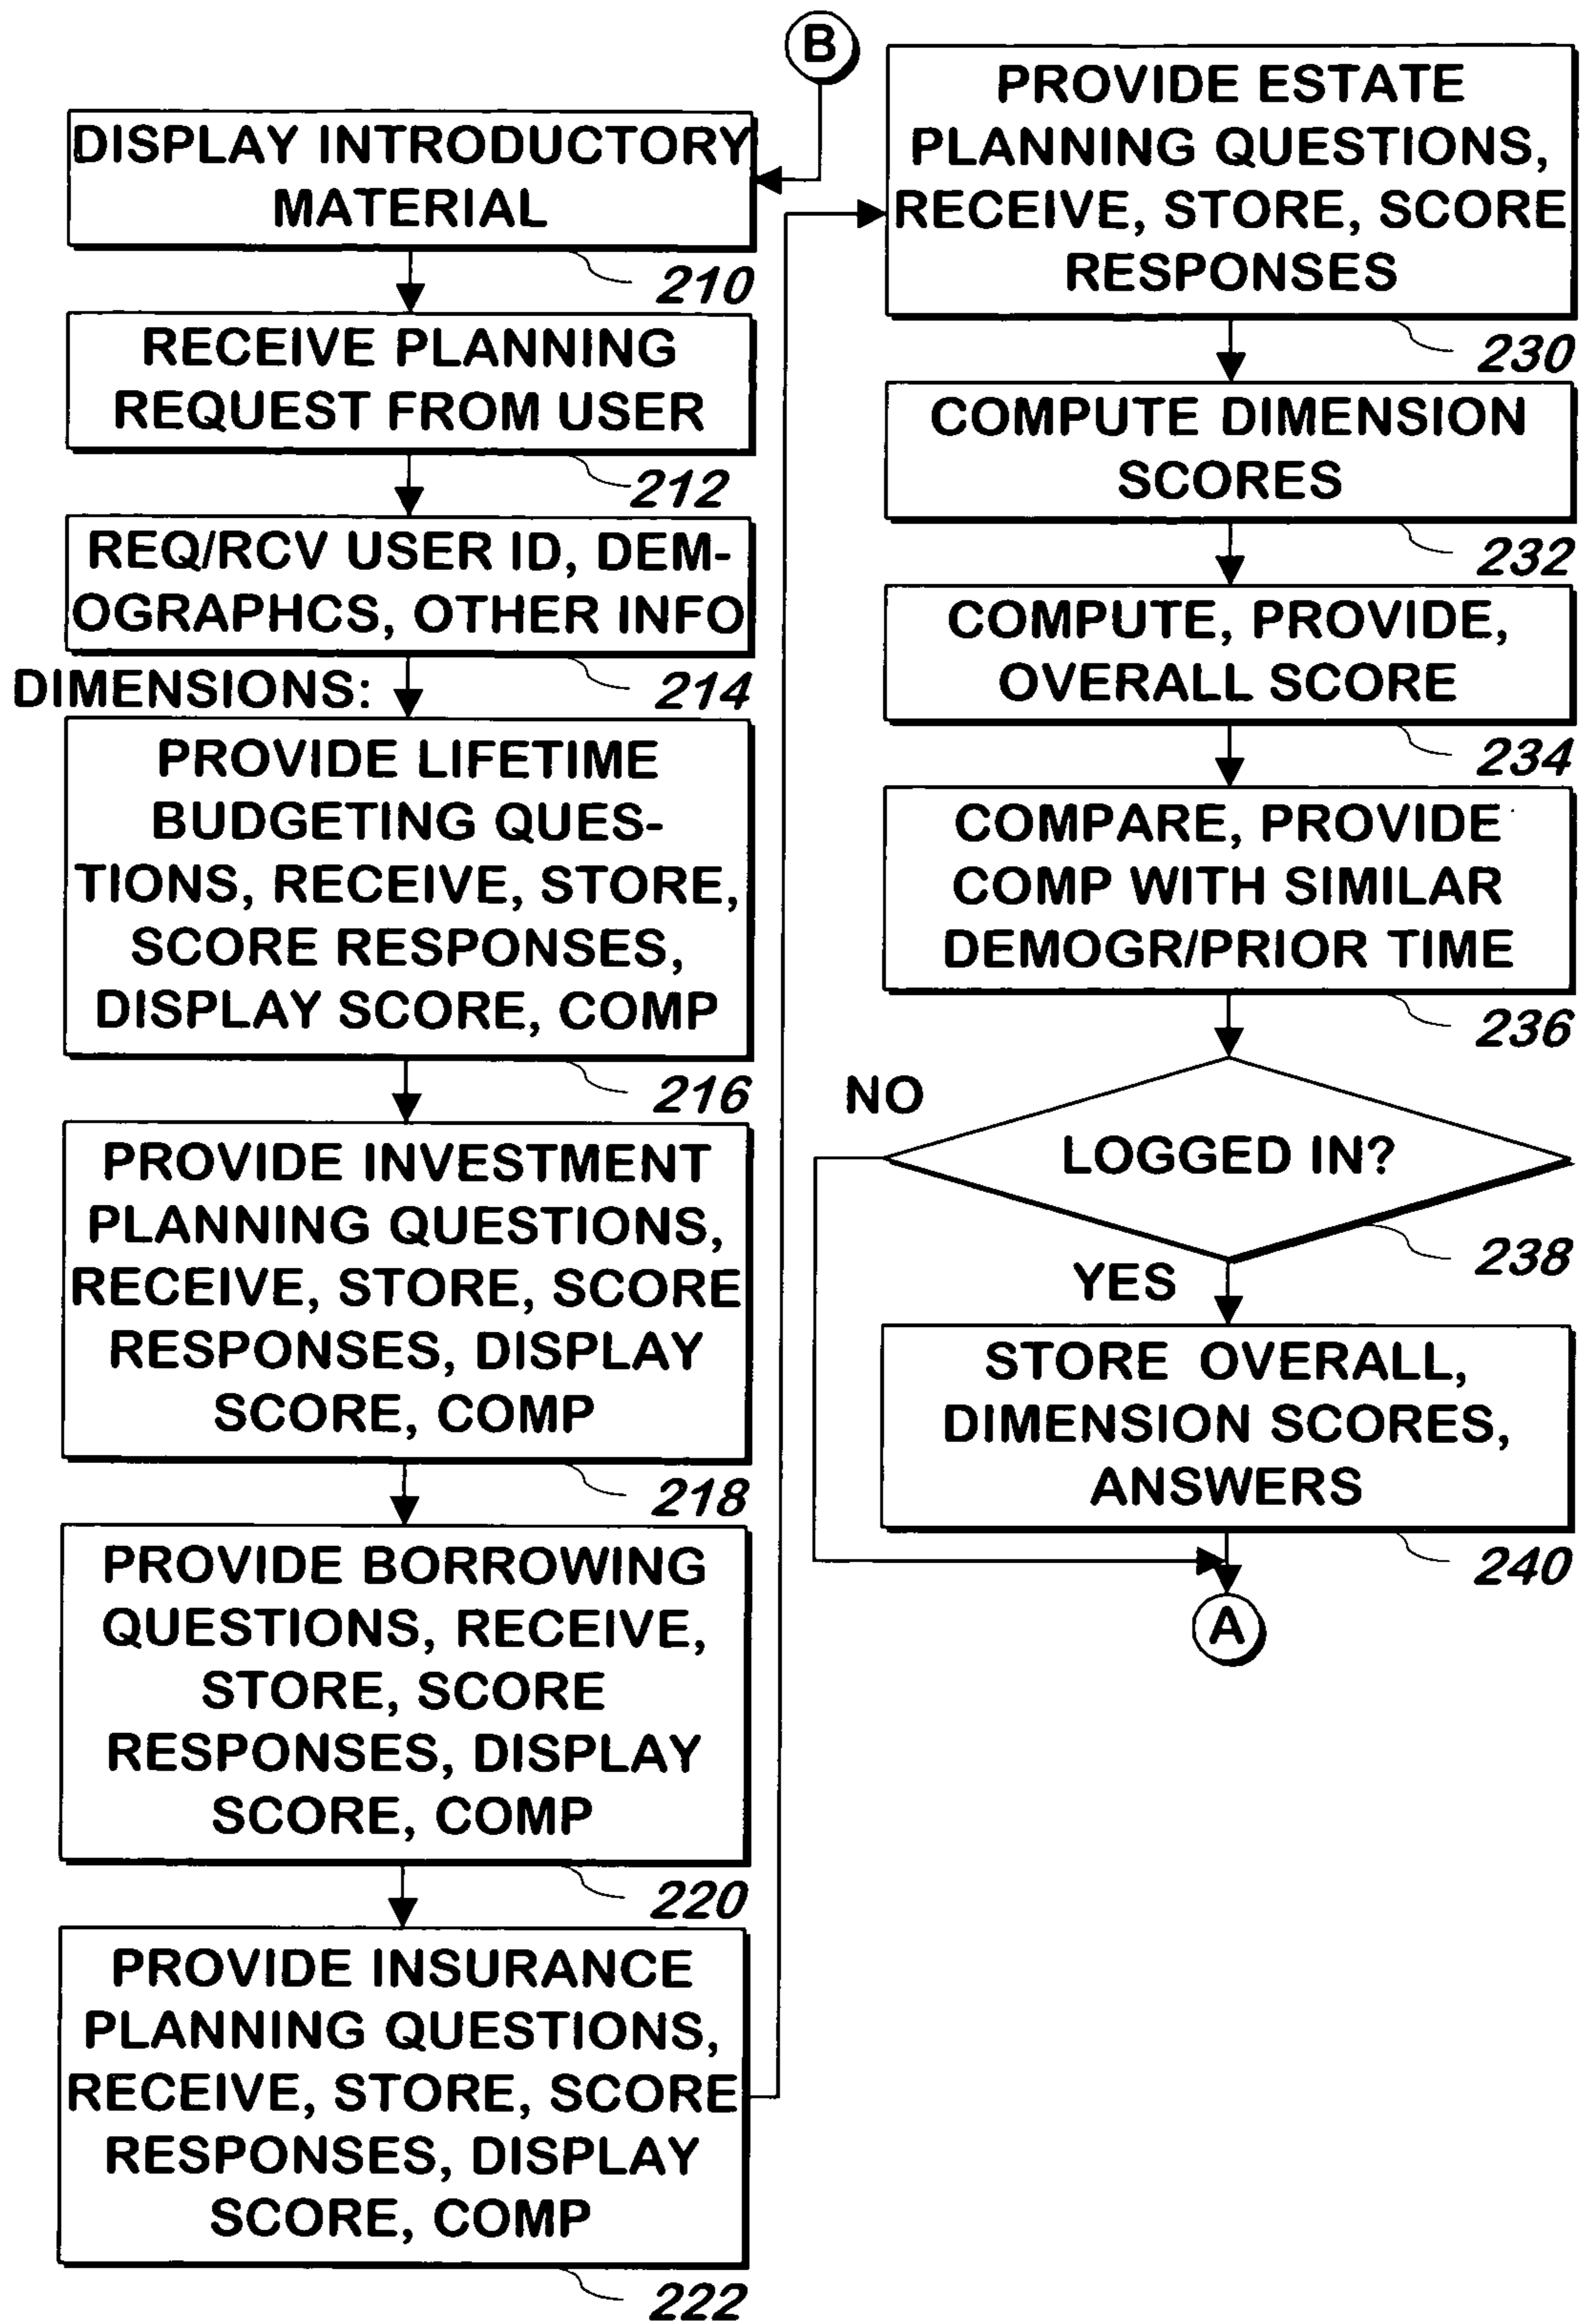 B
DISPLAY INTRODUCTORY
MATERIAL
210
RECEIVE PLANNING
REQUEST FROM USER
212
REQ/RCV USER ID, DEM-
OGRAPHCS, OTHER INFO
214
DIMENSIONS:
PROVIDE LIFETIME
BUDGETING QUES-
TIONS, RECEIVE, STORE,
SCORE RESPONSES,
DISPLAY SCORE, COMP
216
PROVIDE INVESTMENT
PLANNING QUESTIONS,
RECEIVE, STORE, SCORE
RESPONSES, DISPLAY
SCORE, COMP
218
PROVIDE BORROWING
QUESTIONS, RECEIVE,
STORE, SCORE
RESPONSES, DISPLAY
SCORE, COMP
220
PROVIDE INSURANCE
PLANNING QUESTIONS,
RECEIVE, STORE, SCORE
RESPONSES, DISPLAY
SCORE, COMP
222
PROVIDE ESTATE
PLANNING QUESTIONS,
RECEIVE, STORE, SCORE
RESPONSES
230
COMPUTE DIMENSION
SCORES
232
COMPUTE, PROVIDE,
OVERALL SCORE
234
COMPARE, PROVIDE
COMP WITH SIMILAR
DEMOGR/PRIOR TIME
236
NO
LOGGED IN?
238
YES
STORE OVERALL,
DIMENSION SCORES,
ANSWERS
240
A